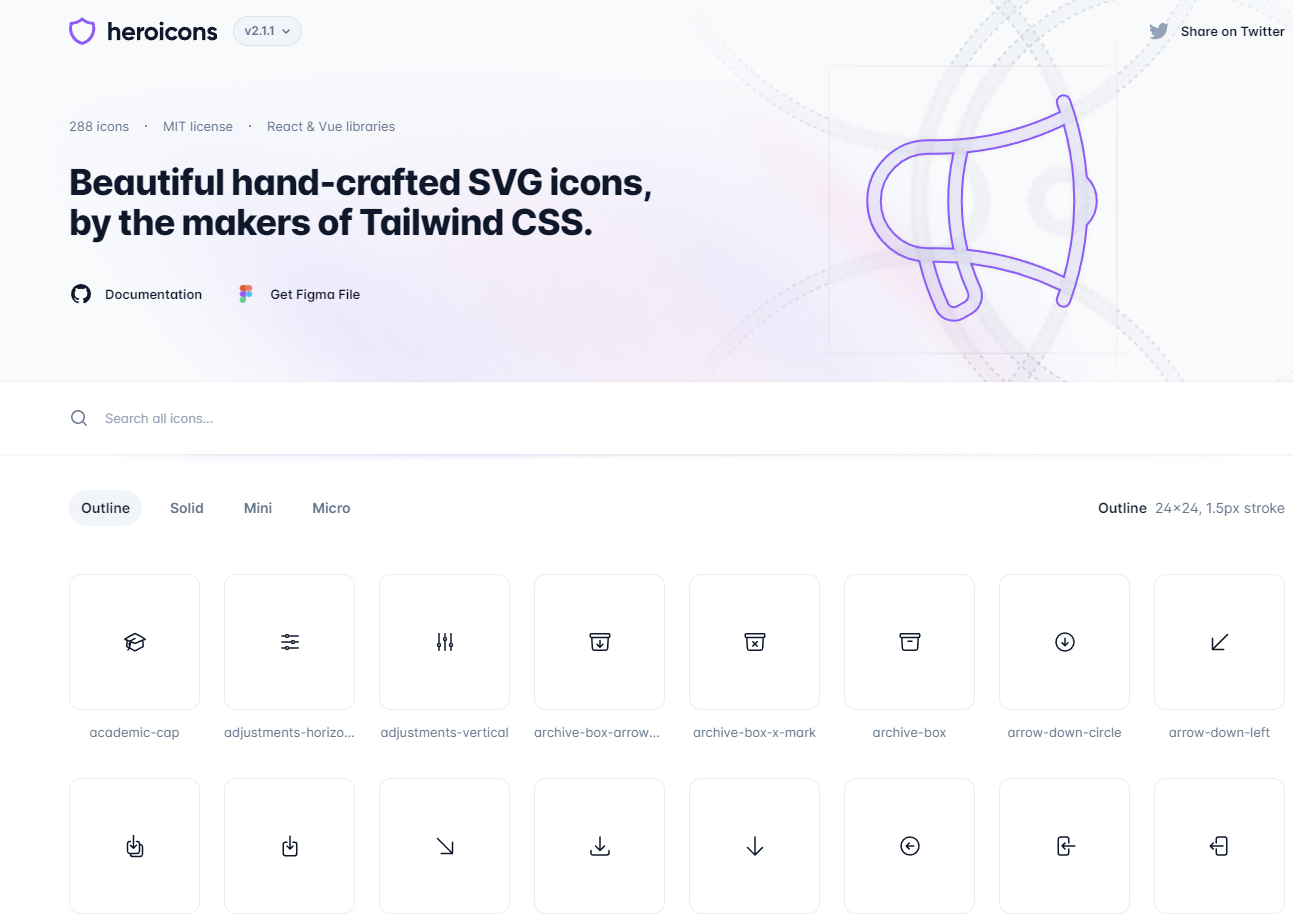 heroicons v2.1.1
Share on Twitter
288 icons · MIT license · React & Vue libraries
Beautiful hand-crafted SVG icons,
by the makers of Tailwind CSS.
Documentation Get Figma File
Search all icons...
Outline Solid Mini Micro
Outline 24×24, 1.5px stroke
academic-cap adjustments-horizo... adjustments-vertical archive-box-arrow... archive-box-x-mark archive-box arrow-down-circle arrow-down-left